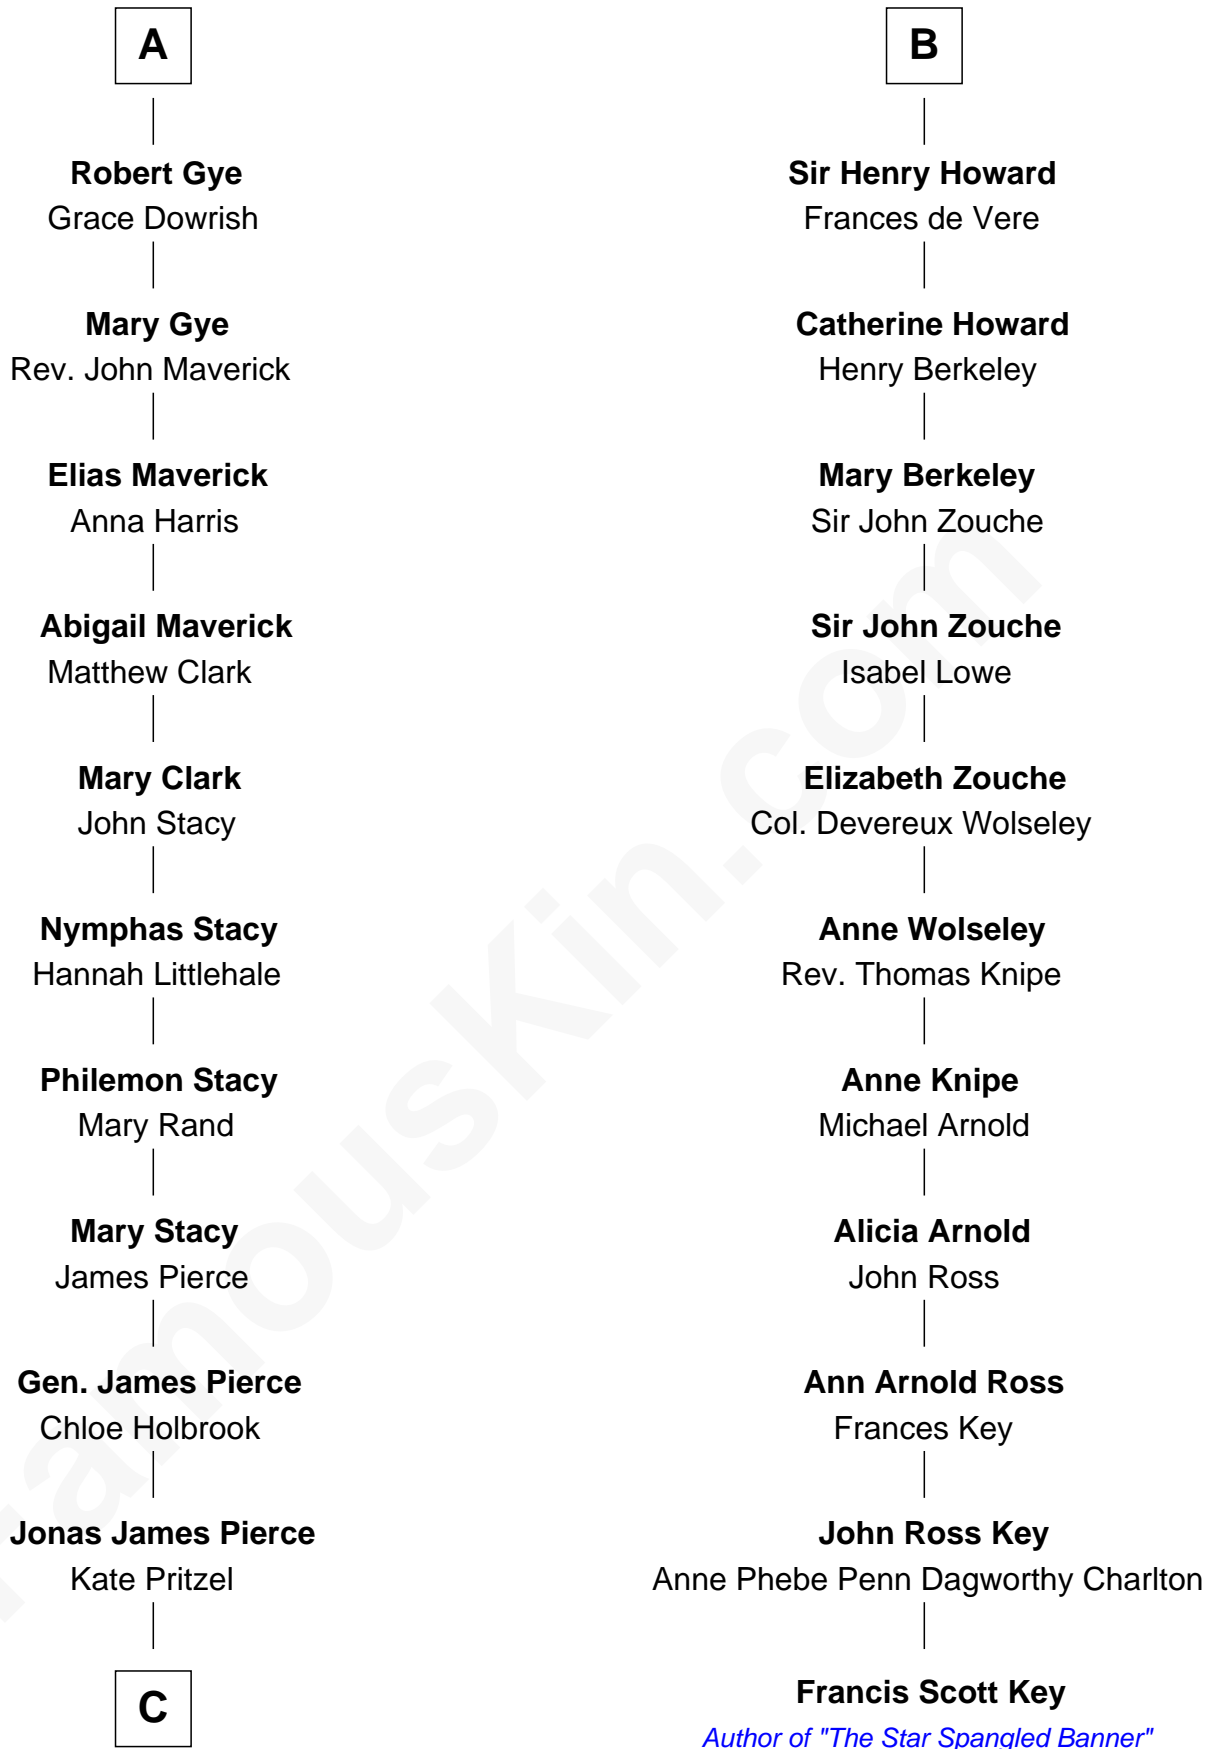 A
Robert Gye
Grace Dowrish
Mary Gye
Rev. John Maverick
Elias Maverick
Anna Harris
Abigail Maverick
Matthew Clark
Mary Clark
John Stacy
Nymphas Stacy
Hannah Littlehale
Philemon Stacy
Mary Rand
Mary Stacy
James Pierce
Gen. James Pierce
Chloe Holbrook
Jonas James Pierce
Kate Pritzel
C
B
Sir Henry Howard
Frances de Vere
Catherine Howard
Henry Berkeley
Mary Berkeley
Sir John Zouche
Sir John Zouche
Isabel Lowe
Elizabeth Zouche
Col. Devereux Wolseley
Anne Wolseley
Rev. Thomas Knipe
Anne Knipe
Michael Arnold
Alicia Arnold
John Ross
Ann Arnold Ross
Frances Key
John Ross Key
Anne Phebe Penn Dagworthy Charlton
Francis Scott Key
Author of "The Star Spangled Banner"
FamousKin.com